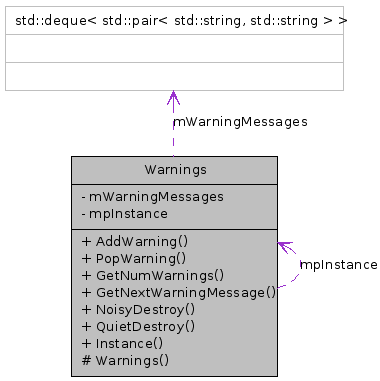 std::deque< std::pair< std::string, std::string > >
mWarningMessages
Warnings
- mWarningMessages
- mpInstance
+ AddWarning()
+ PopWarning()
+ GetNumWarnings()
+ GetNextWarningMessage()
+ NoisyDestroy()
+ QuietDestroy()
+ Instance()
# Warnings()
mpInstance